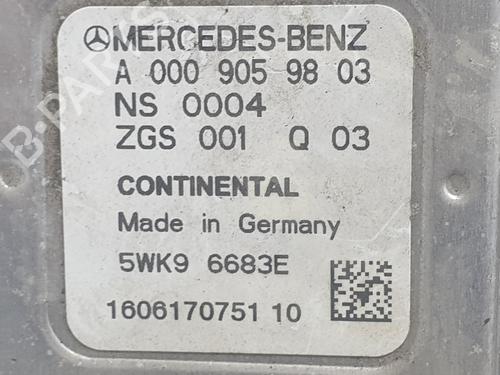 MERCEDES-BENZ
A 000 905 98 03
NS 0004
ZGS 001 Q 03
CONTINENTAL
Made in Germany
5WK9 6683E
1606170751 10